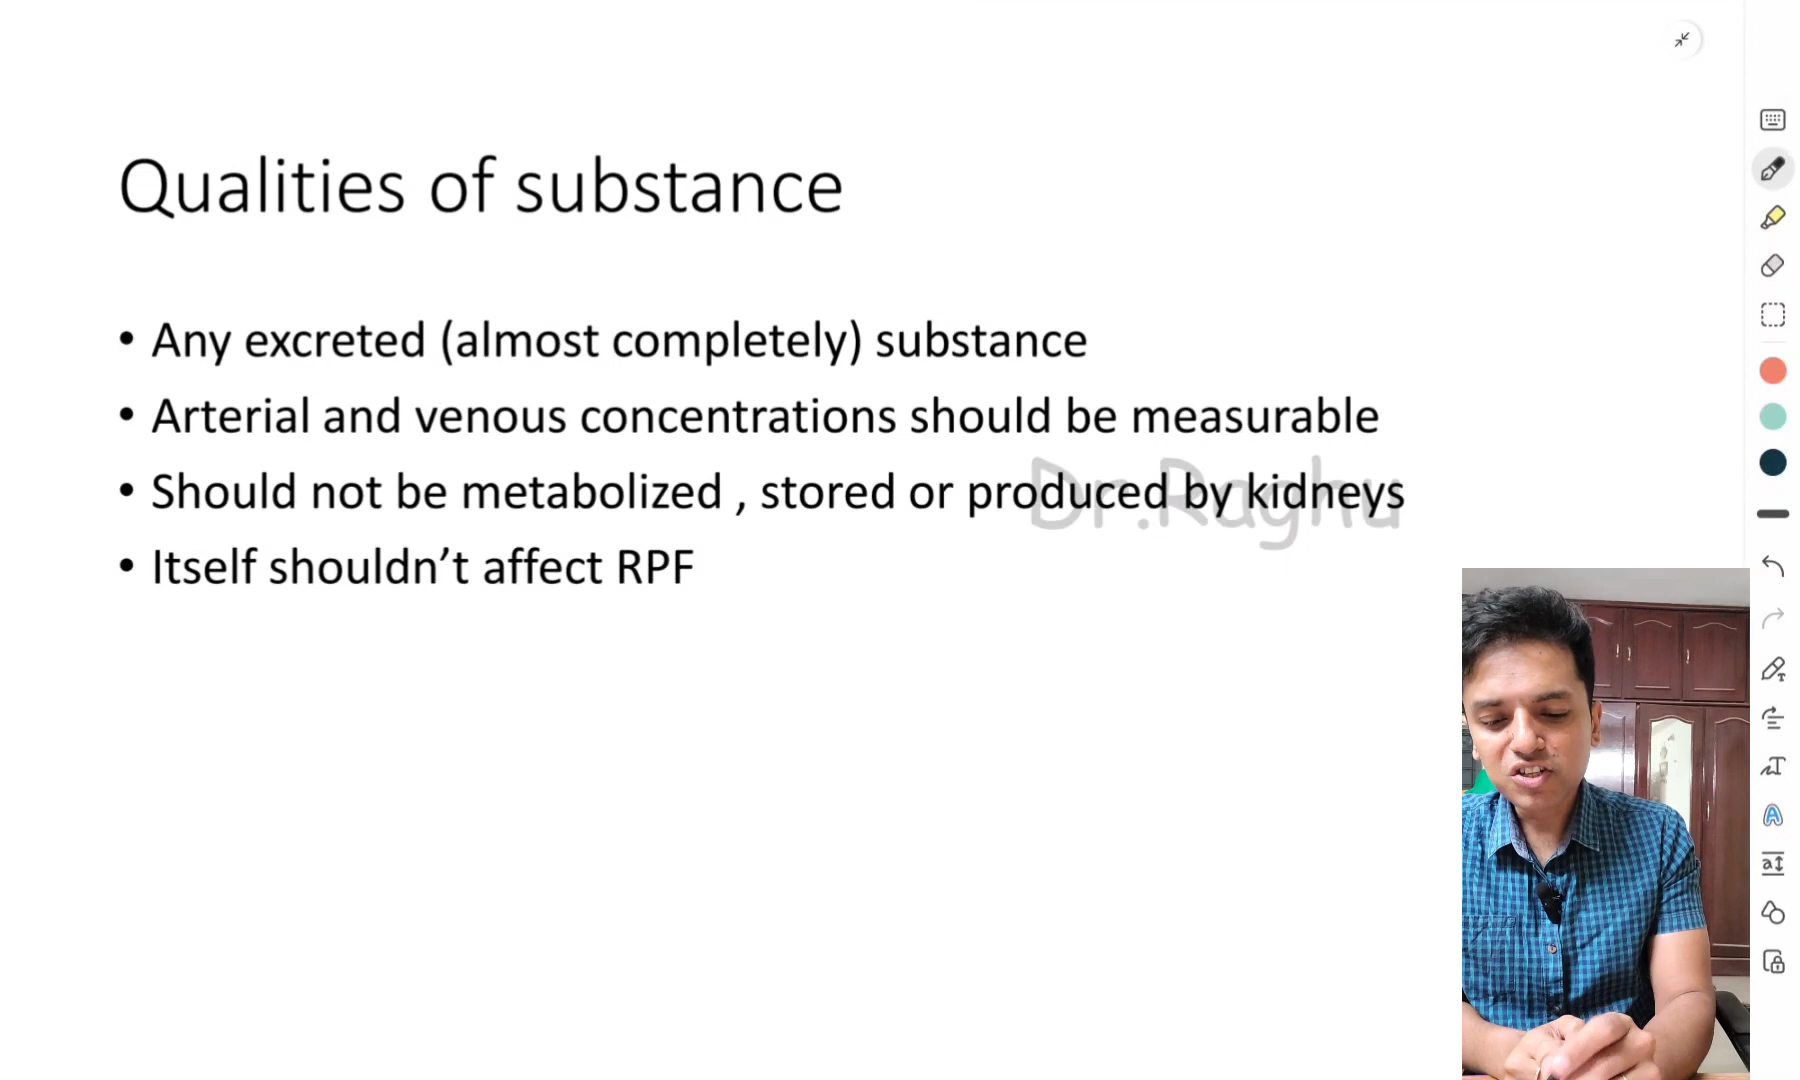 Qualities of substance
• Any excreted (almost completely) substance
• Arterial and venous concentrations should be measurable
• Should not be metabolized , stored or produced by kidneys
• Itself shouldn’t affect RPF
Dr.Raghu